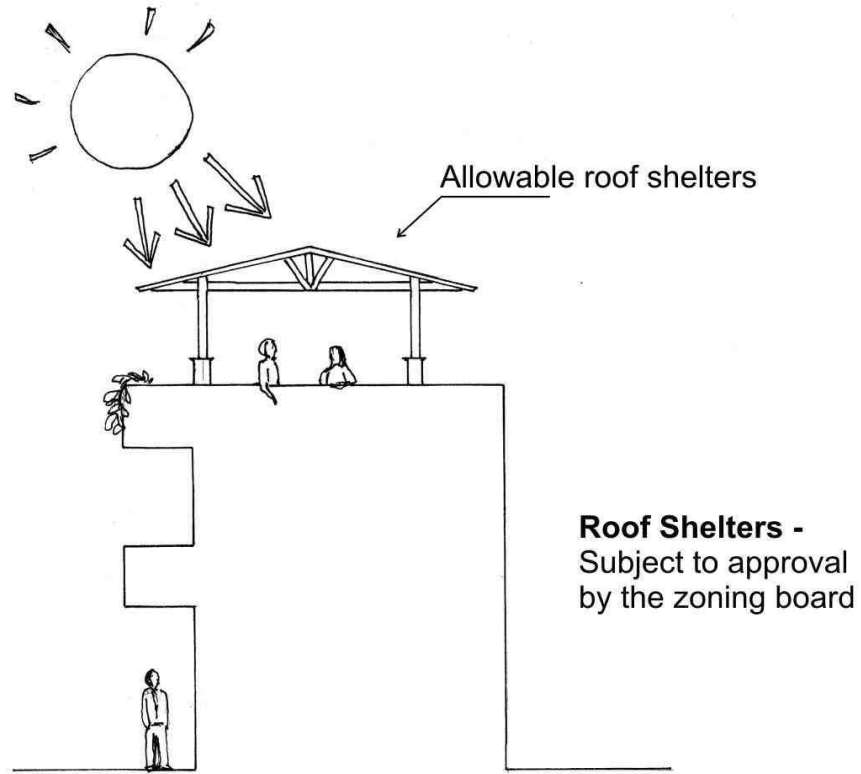 Allowable roof shelters
Roof Shelters -
Subject to approval
by the zoning board